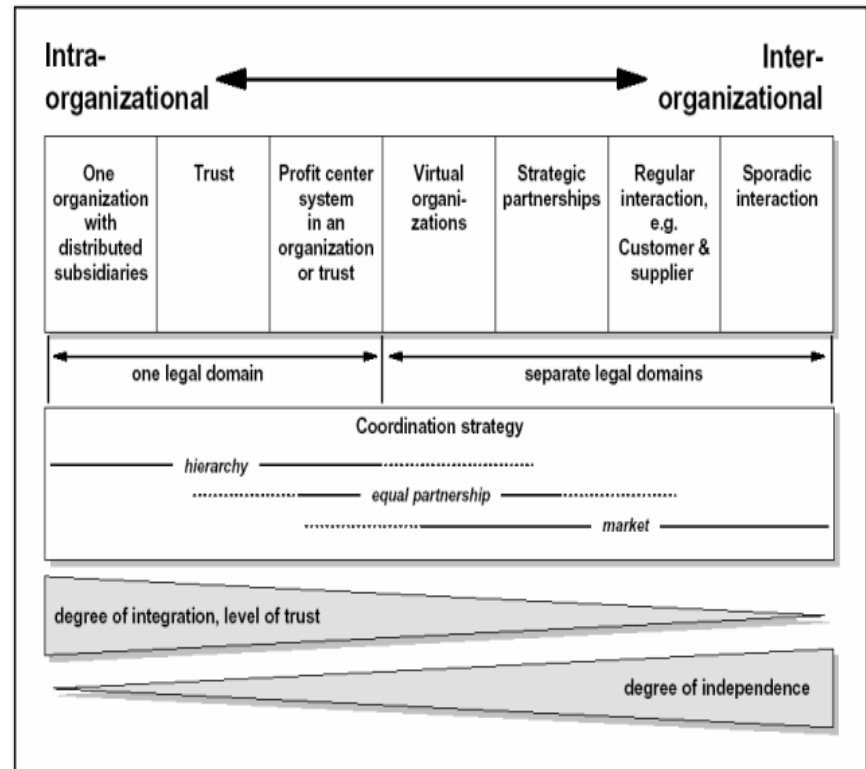 Intra-
organizational
Inter-
organizational
One
organization
with
distributed
subsidiaries
Trust
Profit center
system
in an
organization
or trust
Virtual
organi-
zations
Strategic
partnerships
Regular
interaction,
e.g.
Customer &
supplier
Sporadic
interaction
one legal domain
separate legal domains
Coordination strategy
hierarchy
equal partnership
market
degree of integration, level of trust
degree of independence